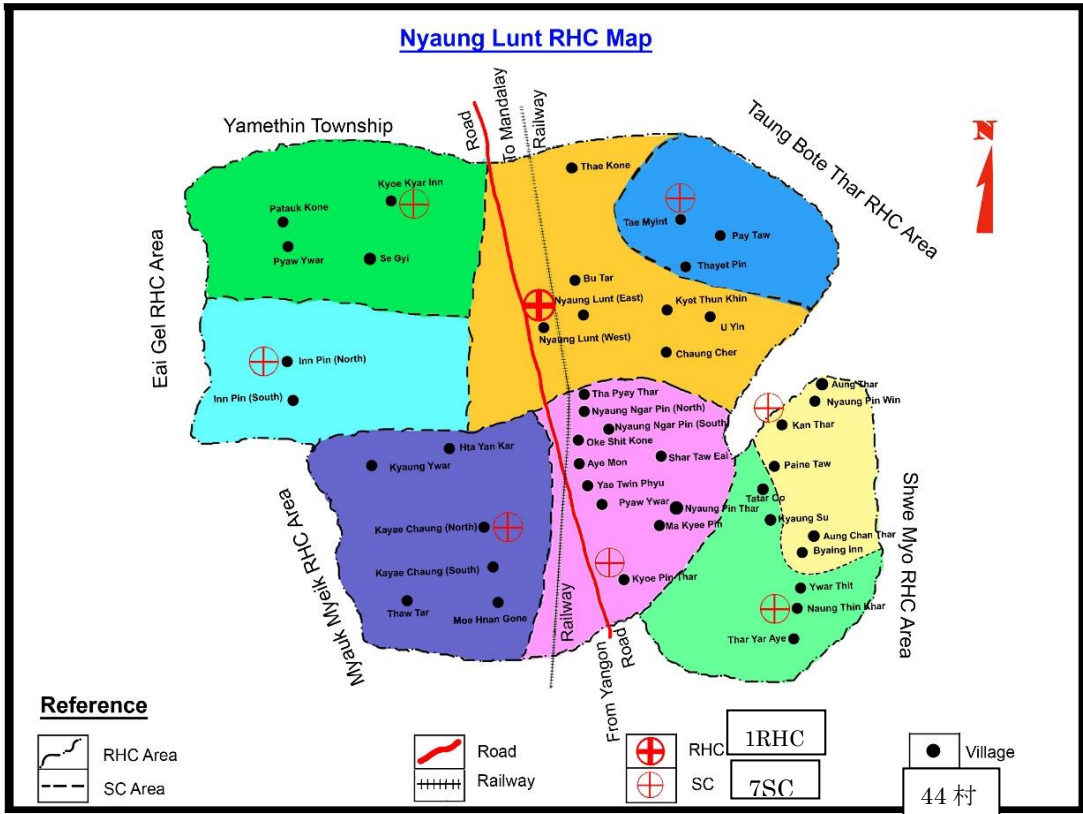 Nyaung Lunt RHC Map
Yamethin Township
Road
To Mandalay
Railway
Taung Bote Thar RHC Area
N
Thae Kone
Kyoe Kyar Inn
Patauk Kone
Pyaw Ywar
Se Gyi
Tae Myint
Pay Taw
Thayet Pin
Eai Gel RHC Area
Bu Tar
Nyaung Lunt (East)
Nyaung Lunt (West)
Kyet Thun Khin
U Yin
Chaung Cher
Inn Pin (North)
Inn Pin (South)
Tha Pyay Thar
Nyaung Ngar Pin (North)
Nyaung Ngar Pin (South)
Oke Shit Kone
Aye Mon
Shar Taw Eai
Yae Twin Phyu
Pyaw Ywar
Nyaung Pin Thar
Ma Kyee Pin
Kyoe Pin Thar
Aung Thar
Nyaung Pin Win
Kan Thar
Paine Taw
Tatar Co
Kyaung Su
Aung Chan Thar
Byaing Inn
Ywar Thit
Naung Thin Khar
Thar Yar Aye
Shwe Myo RHC Area
Hta Yan Kar
Kyaung Ywar
Kayae Chaung (North)
Kayae Chaung (South)
Thaw Tar
Moe Hnan Gone
Myauk Myeik RHC Area
Railway
From Yangon
Road
Reference
RHC Area
SC Area
Road
Railway
RHC
1RHC
SC
7SC
Village
44 村